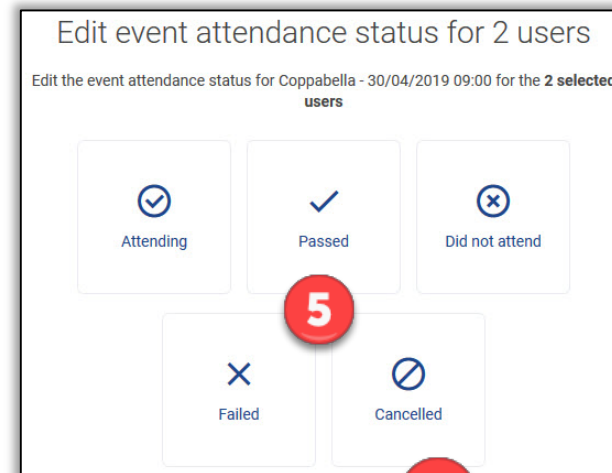 Edit event attendance status for 2 users
Edit the event attendance status for Coppabella - 30/04/2019 09:00 for the 2 selected
users
Attending Passed Did not attend
5
Failed Cancelled